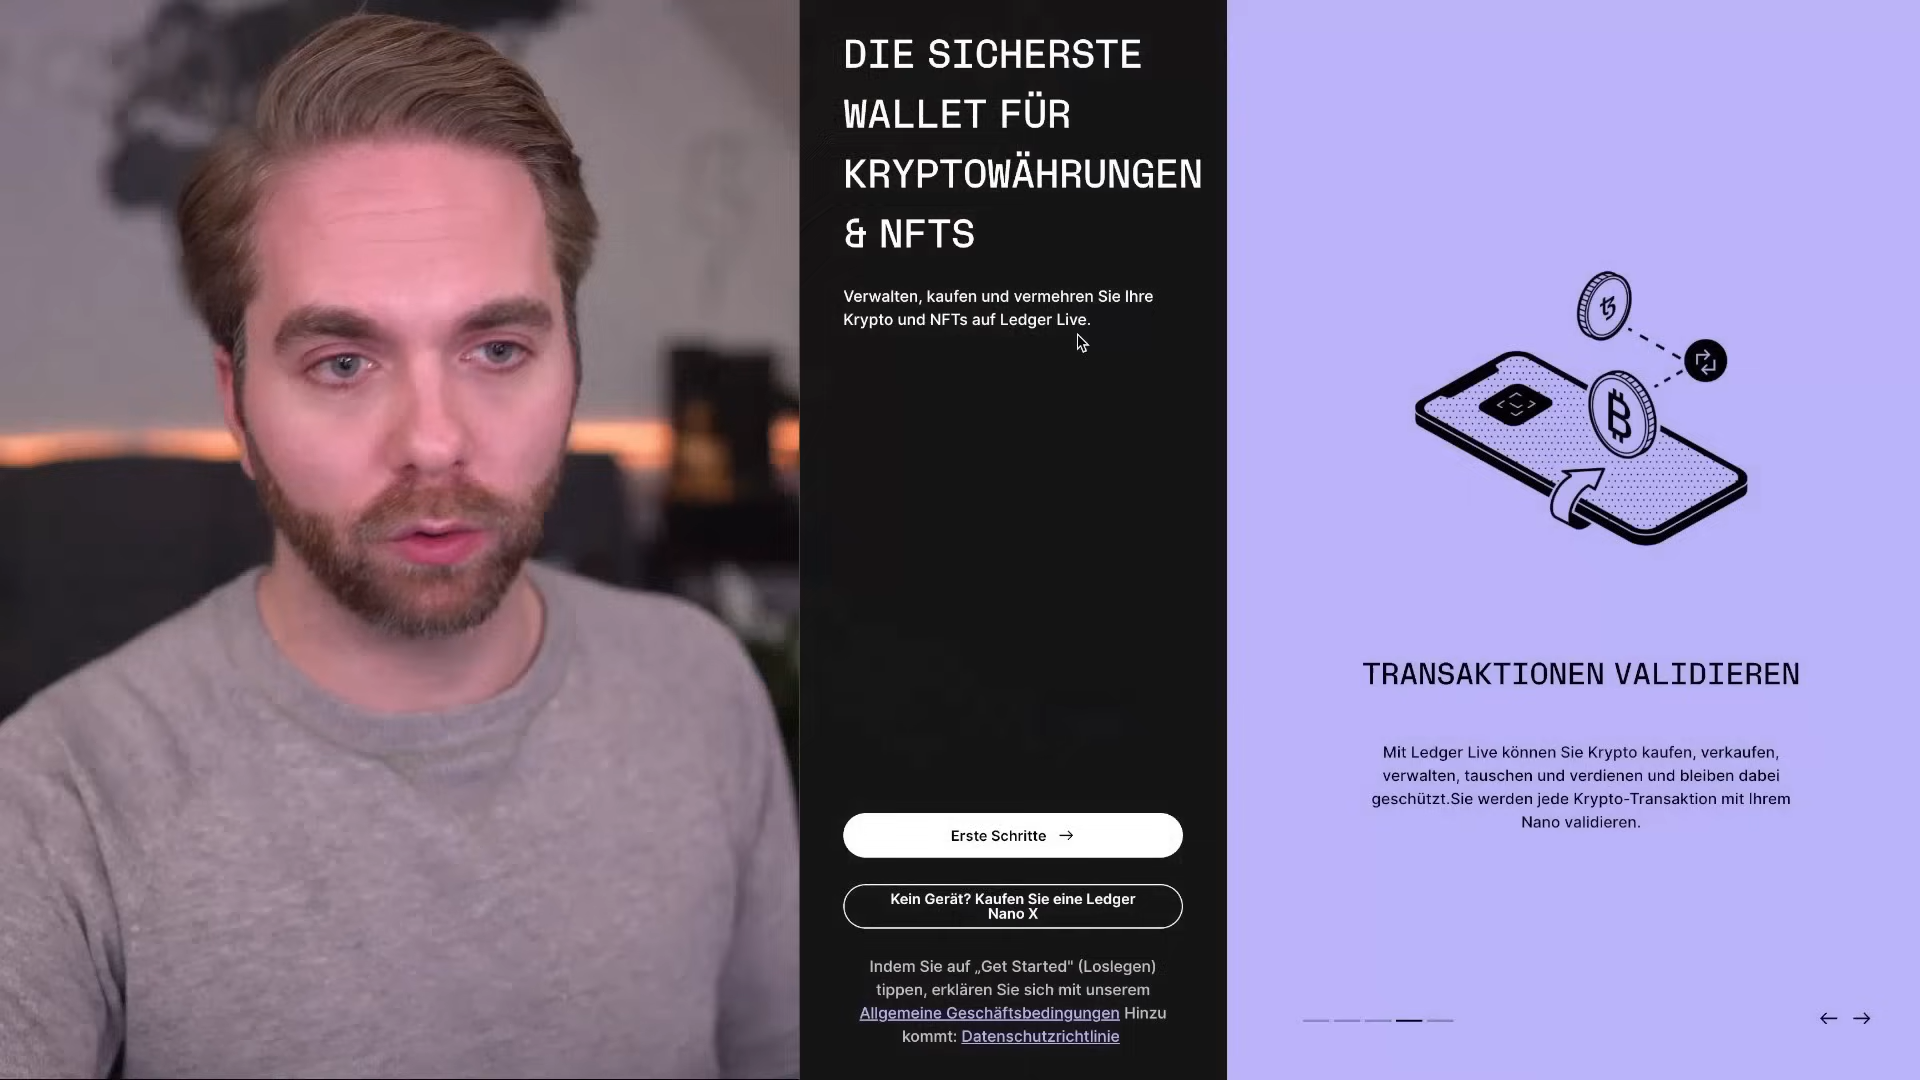 DIE SICHERSTE
WALLET FÜR
KRYPTOWÄHRUNGEN
& NFTS
Verwalten, kaufen und vermehren Sie Ihre
Krypto und NFTs auf Ledger Live.
Erste Schritte
Kein Gerät? Kaufen Sie eine Ledger
Nano X
Indem Sie auf „Get Started" (Loslegen)
tippen, erklären Sie sich mit unserem
Allgemeine Geschäftsbedingungen Hinzu
kommt: Datenschutzrichtlinie
TRANSAKTIONEN VALIDIEREN
Mit Ledger Live können Sie Krypto kaufen, verkaufen,
verwalten, tauschen und verdienen und bleiben dabei
geschützt.Sie werden jede Krypto-Transaktion mit Ihrem
Nano validieren.